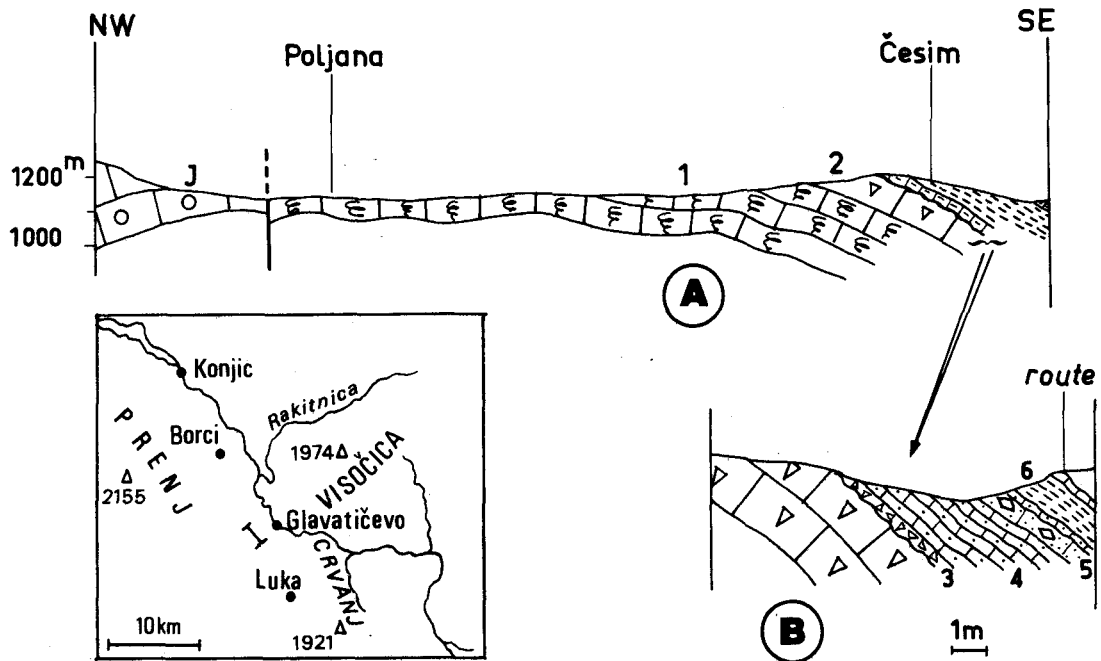 NW
SE
Poljana
Česim
1200 m
1000
J
1
2
A
Konjic
Rakitnica
PRENJ
Borci
1974
VISOČICA
2155
Glavatičevo
CRVANJ
Luka
10km
1921
route
6
3
4
5
B
1m